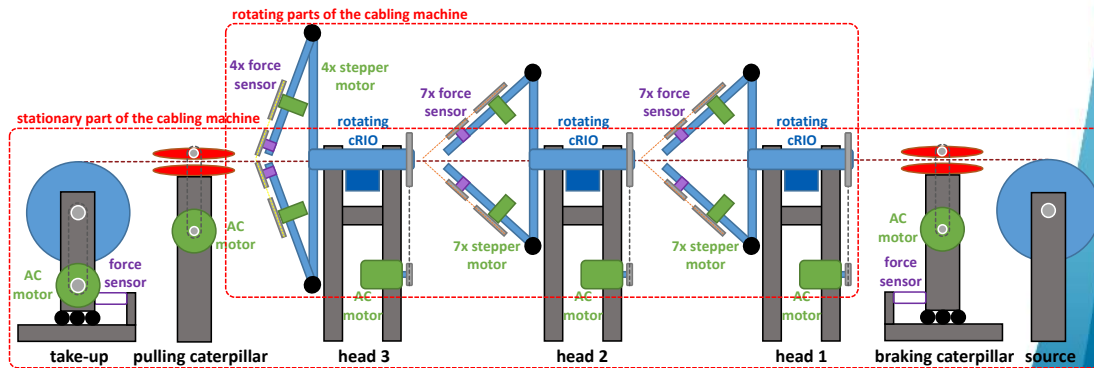 rotating parts of the cabling machine
4x force
sensor
4x stepper
motor
7x force
sensor
7x force
sensor
stationary part of the cabling machine
rotating
cRIO
rotating
cRIO
rotating
cRIO
AC
motor
AC
motor
force
sensor
7x stepper
motor
7x stepper
motor
AC
motor
AC
motor
AC
motor
AC
motor
force
sensor
take-up
pulling caterpillar
head 3
head 2
head 1
braking caterpillar
source